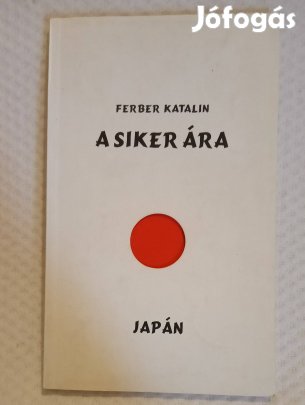 Jófogás
FERBER KATALIN
A SIKER ÁRA
JAPÁN